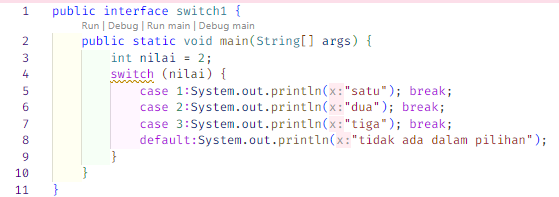 1 public interface switch1 {
Run | Debug | Run main | Debug main
2 public static void main(String[] args) {
3 int nilai = 2;
4 switch (nilai) {
5 case 1:System.out.println(x:"satu"); break;
6 case 2:System.out.println(x:"dua"); break;
7 case 3:System.out.println(x:"tiga"); break;
8 default:System.out.println(x:"tidak ada dalam pilihan");
9 }
10 }
11 }